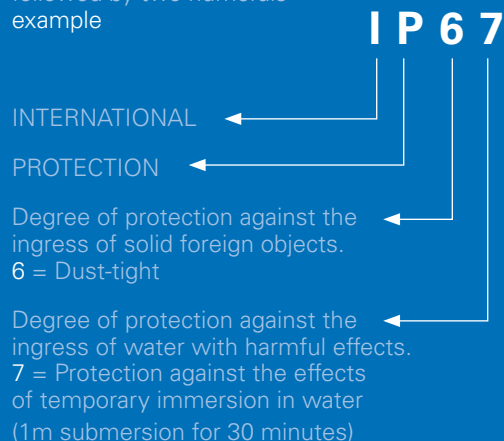 followed by two numerals
example
I P 6 7
INTERNATIONAL
PROTECTION
Degree of protection against the
ingress of solid foreign objects.
6 = Dust-tight
Degree of protection against the
ingress of water with harmful effects.
7 = Protection against the effects
of temporary immersion in water
(1m submersion for 30 minutes)